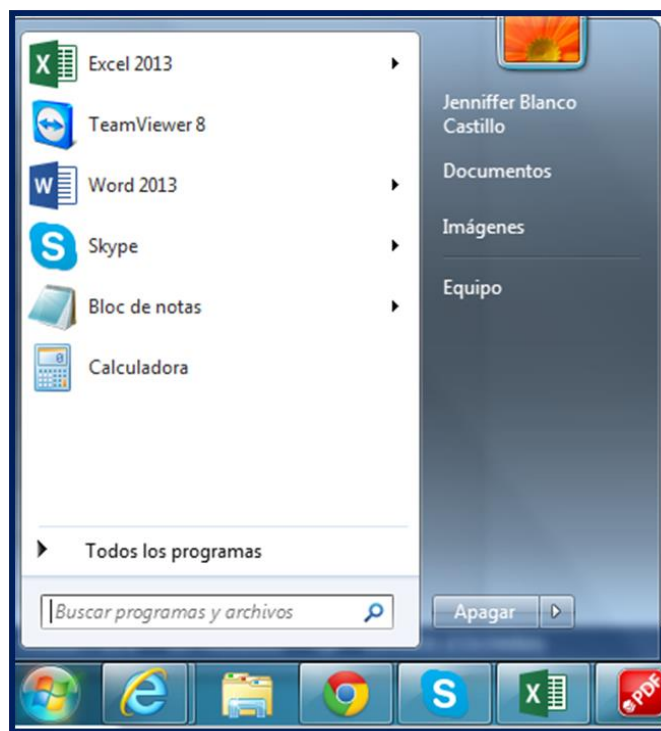 Excel 2013
TeamViewer 8
Word 2013
Skype
Bloc de notas
Calculadora
Todos los programas
Buscar programas y archivos
Jenniffer Blanco
Castillo
Documentos
Imágenes
Equipo
Apagar
PDF